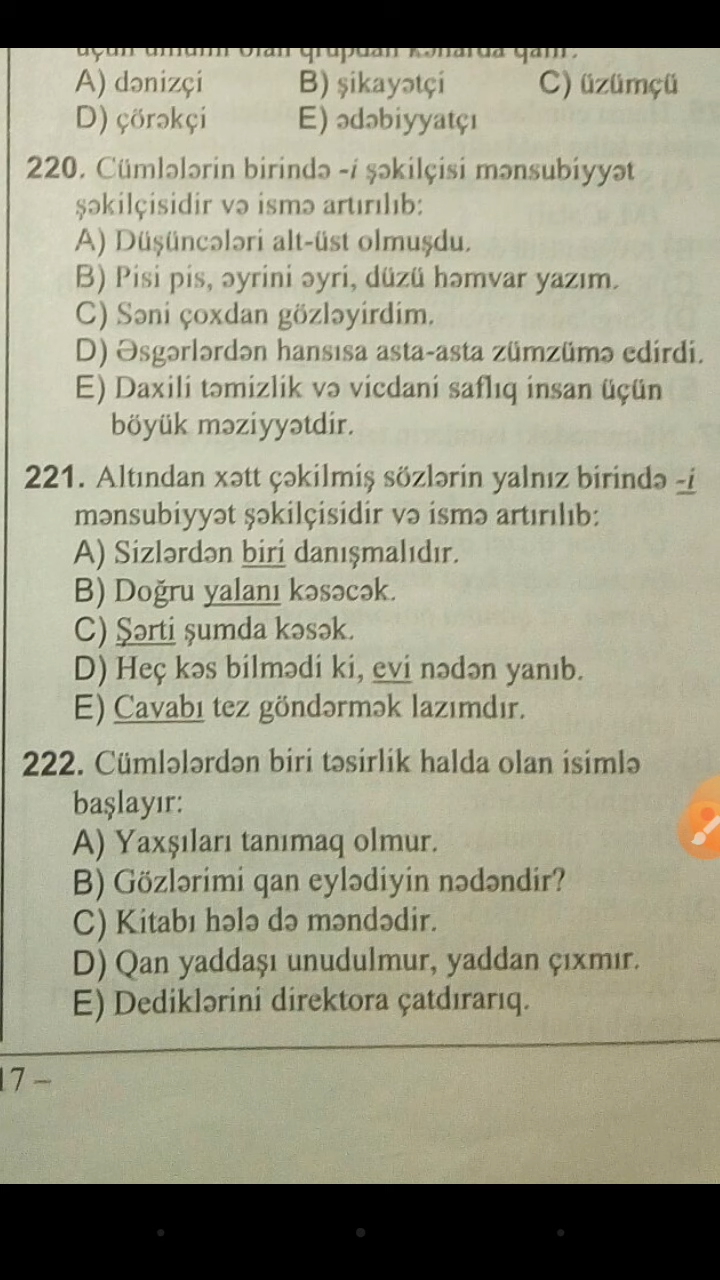 A) dənizçi B) şikayətçi C) üzümçü
D) çörəkçi E) ədəbiyyatçı
220. Cümlələrin birində -i şəkilçisi mənsubiyyət
şəkilçisidir və ismə artırılıb:
A) Düşüncələri alt-üst olmuşdu.
B) Pisi pis, əyrini əyri, düzü həmvar yazım.
C) Səni çoxdan gözləyirdim.
D) Əsgərlərdən hansısa asta-asta zümzümə edirdi.
E) Daxili təmizlik və vicdani saflıq insan üçün
böyük məziyyətdir.
221. Altından xətt çəkilmiş sözlərin yalnız birində -i
mənsubiyyət şəkilçisidir və ismə artırılıb:
A) Sizlərdən biri danışmalıdır.
B) Doğru yalanı kəsəcək.
C) Şərti şumda kəsək.
D) Heç kəs bilmədi ki, evi nədən yanıb.
E) Cavabı tez göndərmək lazımdır.
222. Cümlələrdən biri təsirlik halda olan isimlə
başlayır:
A) Yaxşıları tanımaq olmur.
B) Gözlərimi qan eylədiyin nədəndir?
C) Kitabı hələ də məndədir.
D) Qan yaddaşı unudulmur, yaddan çıxmır.
E) Dediklərini direktora çatdırarıq.
17 –